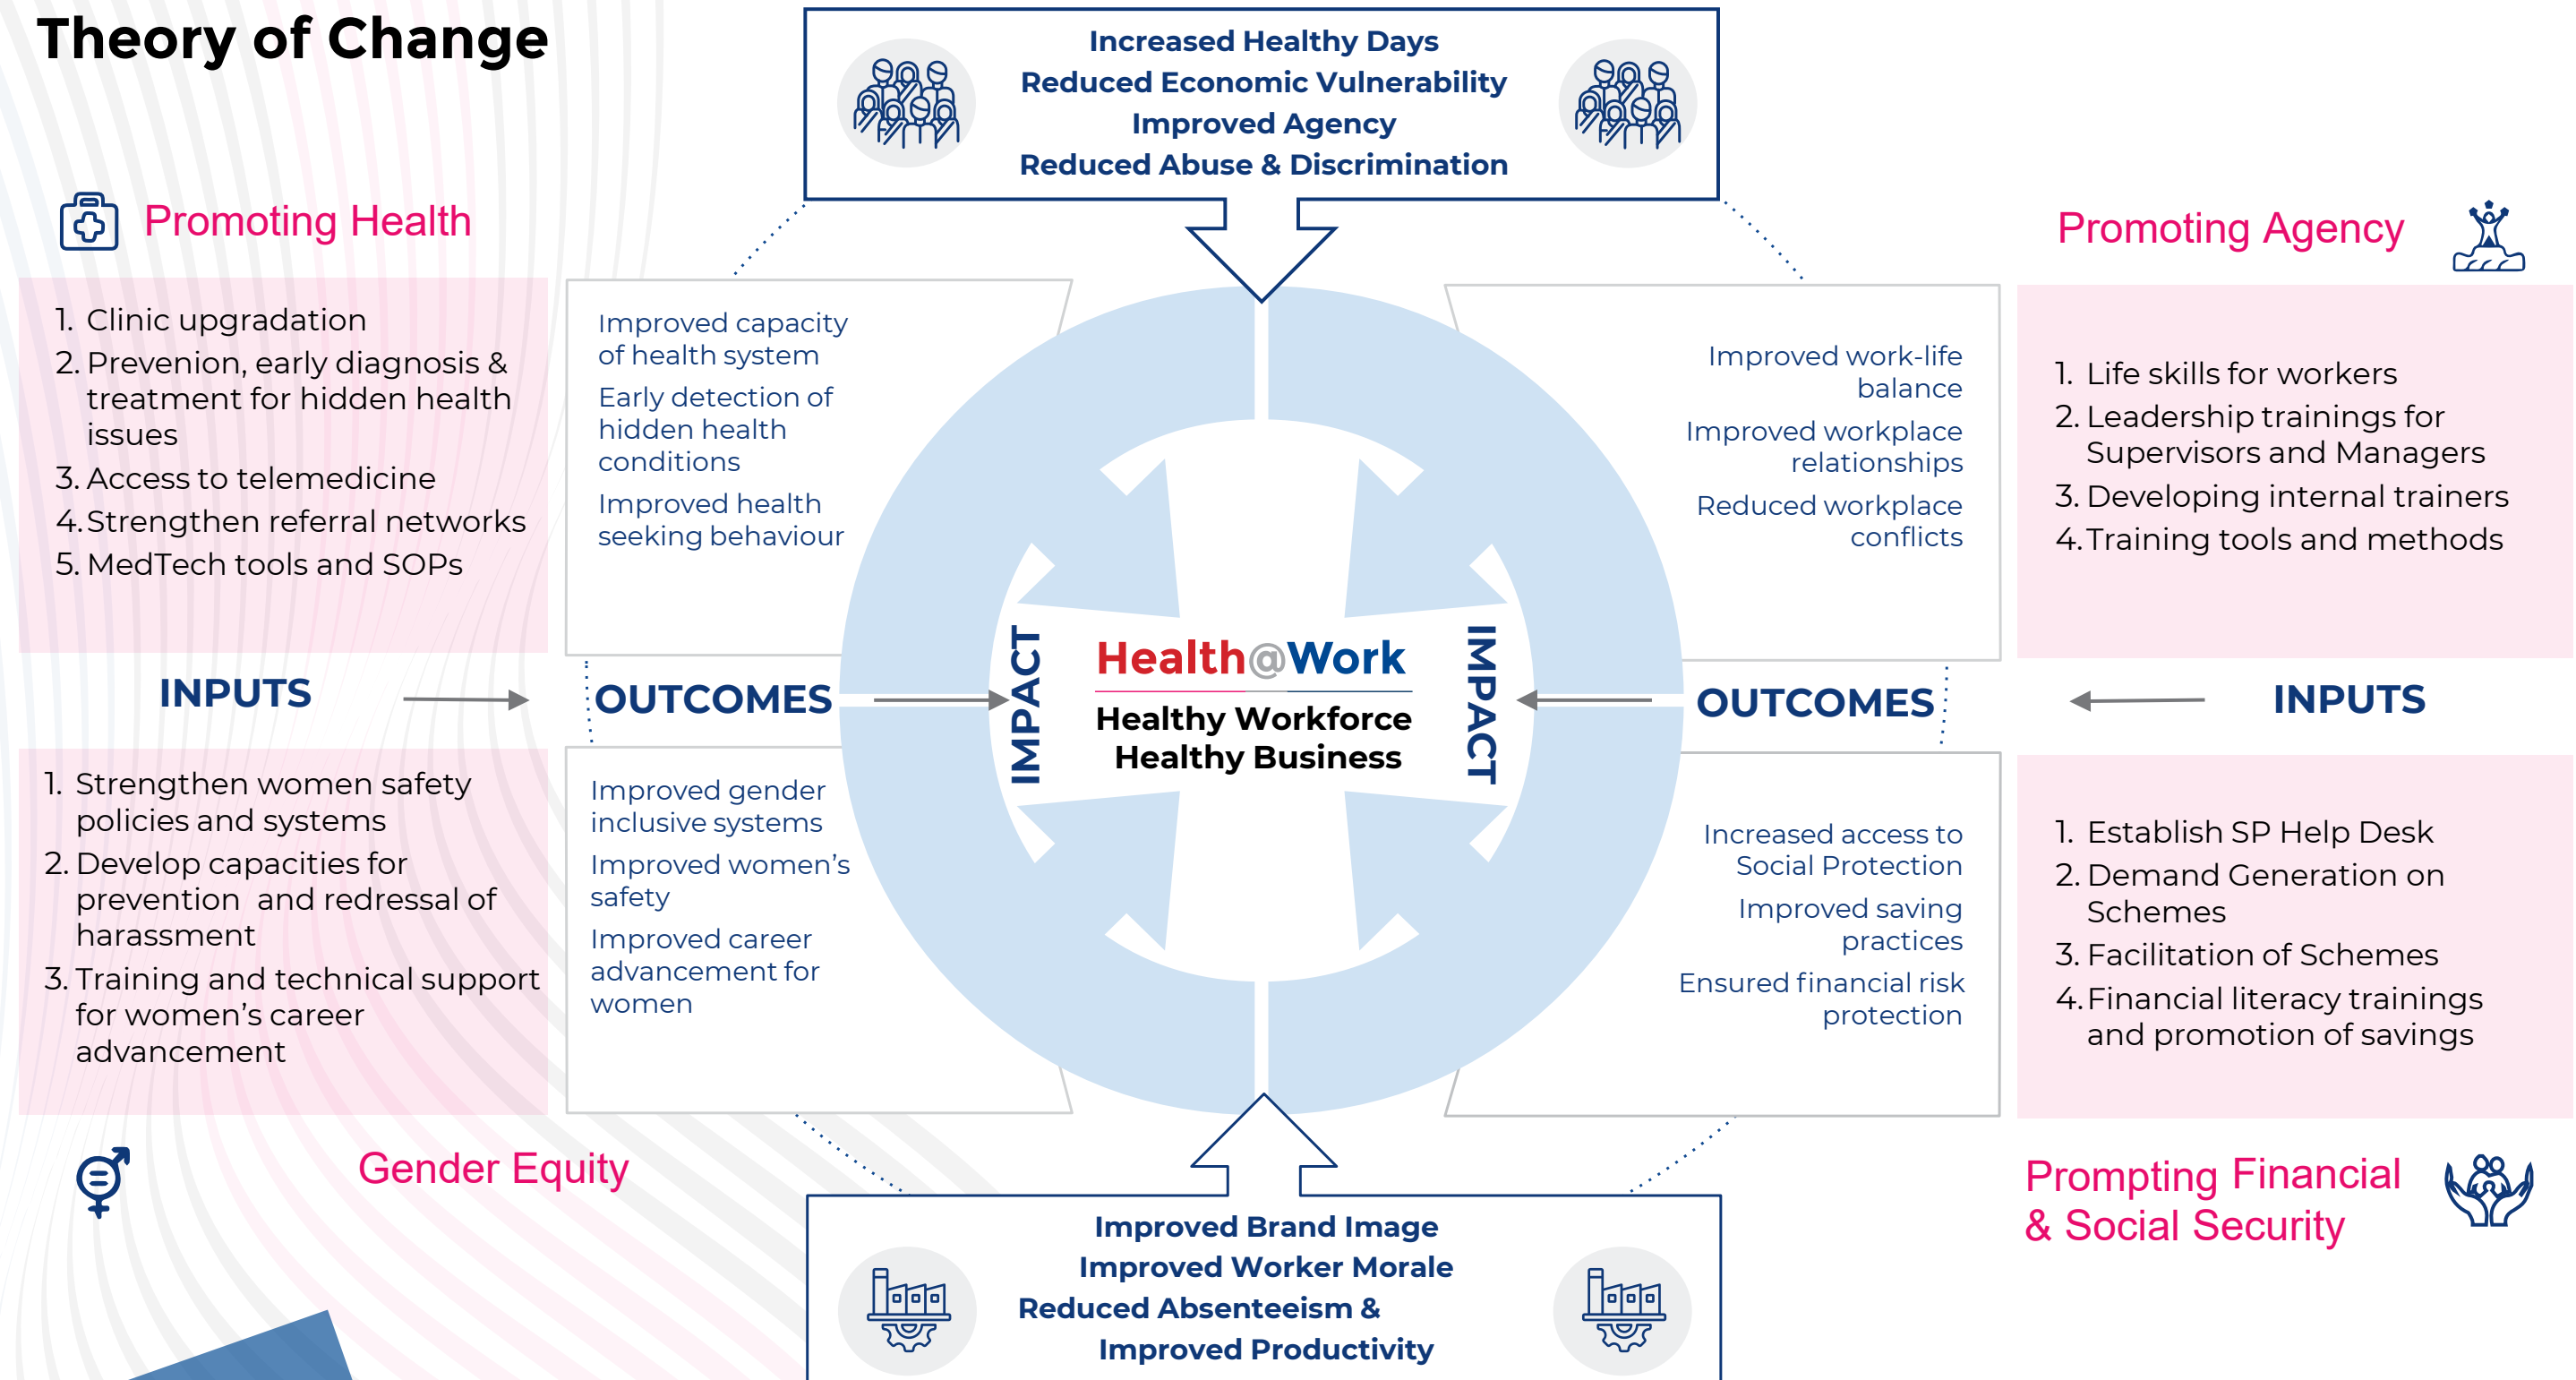 Theory of Change
Increased Healthy Days
Reduced Economic Vulnerability
Improved Agency
Reduced Abuse & Discrimination
Promoting Health
1. Clinic upgradation
2. Prevenion, early diagnosis &
treatment for hidden health
issues
3. Access to telemedicine
4. Strengthen referral networks
5. MedTech tools and SOPs
Improved capacity
of health system
Early detection of
hidden health
conditions
Improved health
seeking behaviour
Improved work-life
balance
Improved workplace
relationships
Reduced workplace
conflicts
Promoting Agency
1. Life skills for workers
2. Leadership trainings for
Supervisors and Managers
3. Developing internal trainers
4. Training tools and methods
INPUTS
OUTCOMES
IMPACT
Health@Work
Healthy Workforce
Healthy Business
IMPACT
OUTCOMES
INPUTS
1. Strengthen women safety
policies and systems
2. Develop capacities for
prevention and redressal of
harassment
3. Training and technical support
for women's career
advancement
Gender Equity
Improved gender
inclusive systems
Improved women's
safety
Improved career
advancement for
women
Increased access to
Social Protection
Improved saving
practices
Ensured financial risk
protection
1. Establish SP Help Desk
2. Demand Generation on
Schemes
3. Facilitation of Schemes
4. Financial literacy trainings
and promotion of savings
Prompting Financial
& Social Security
Improved Brand Image
Improved Worker Morale
Reduced Absenteeism &
Improved Productivity